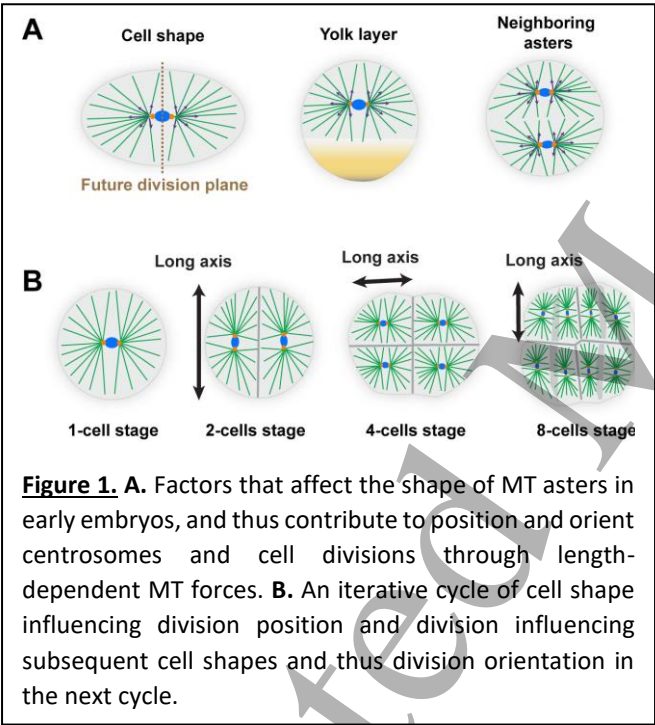 A
Cell shape
Yolk layer
Neighboring
asters
Future division plane
B
Long axis
Long axis
Long axis
1-cell stage
2-cells stage
4-cells stage
8-cells stage
Figure 1. A. Factors that affect the shape of MT asters in
early embryos, and thus contribute to position and orient
centrosomes and cell divisions through length-
dependent MT forces. B. An iterative cycle of cell shape
influencing division position and division influencing
subsequent cell shapes and thus division orientation in
the next cycle.